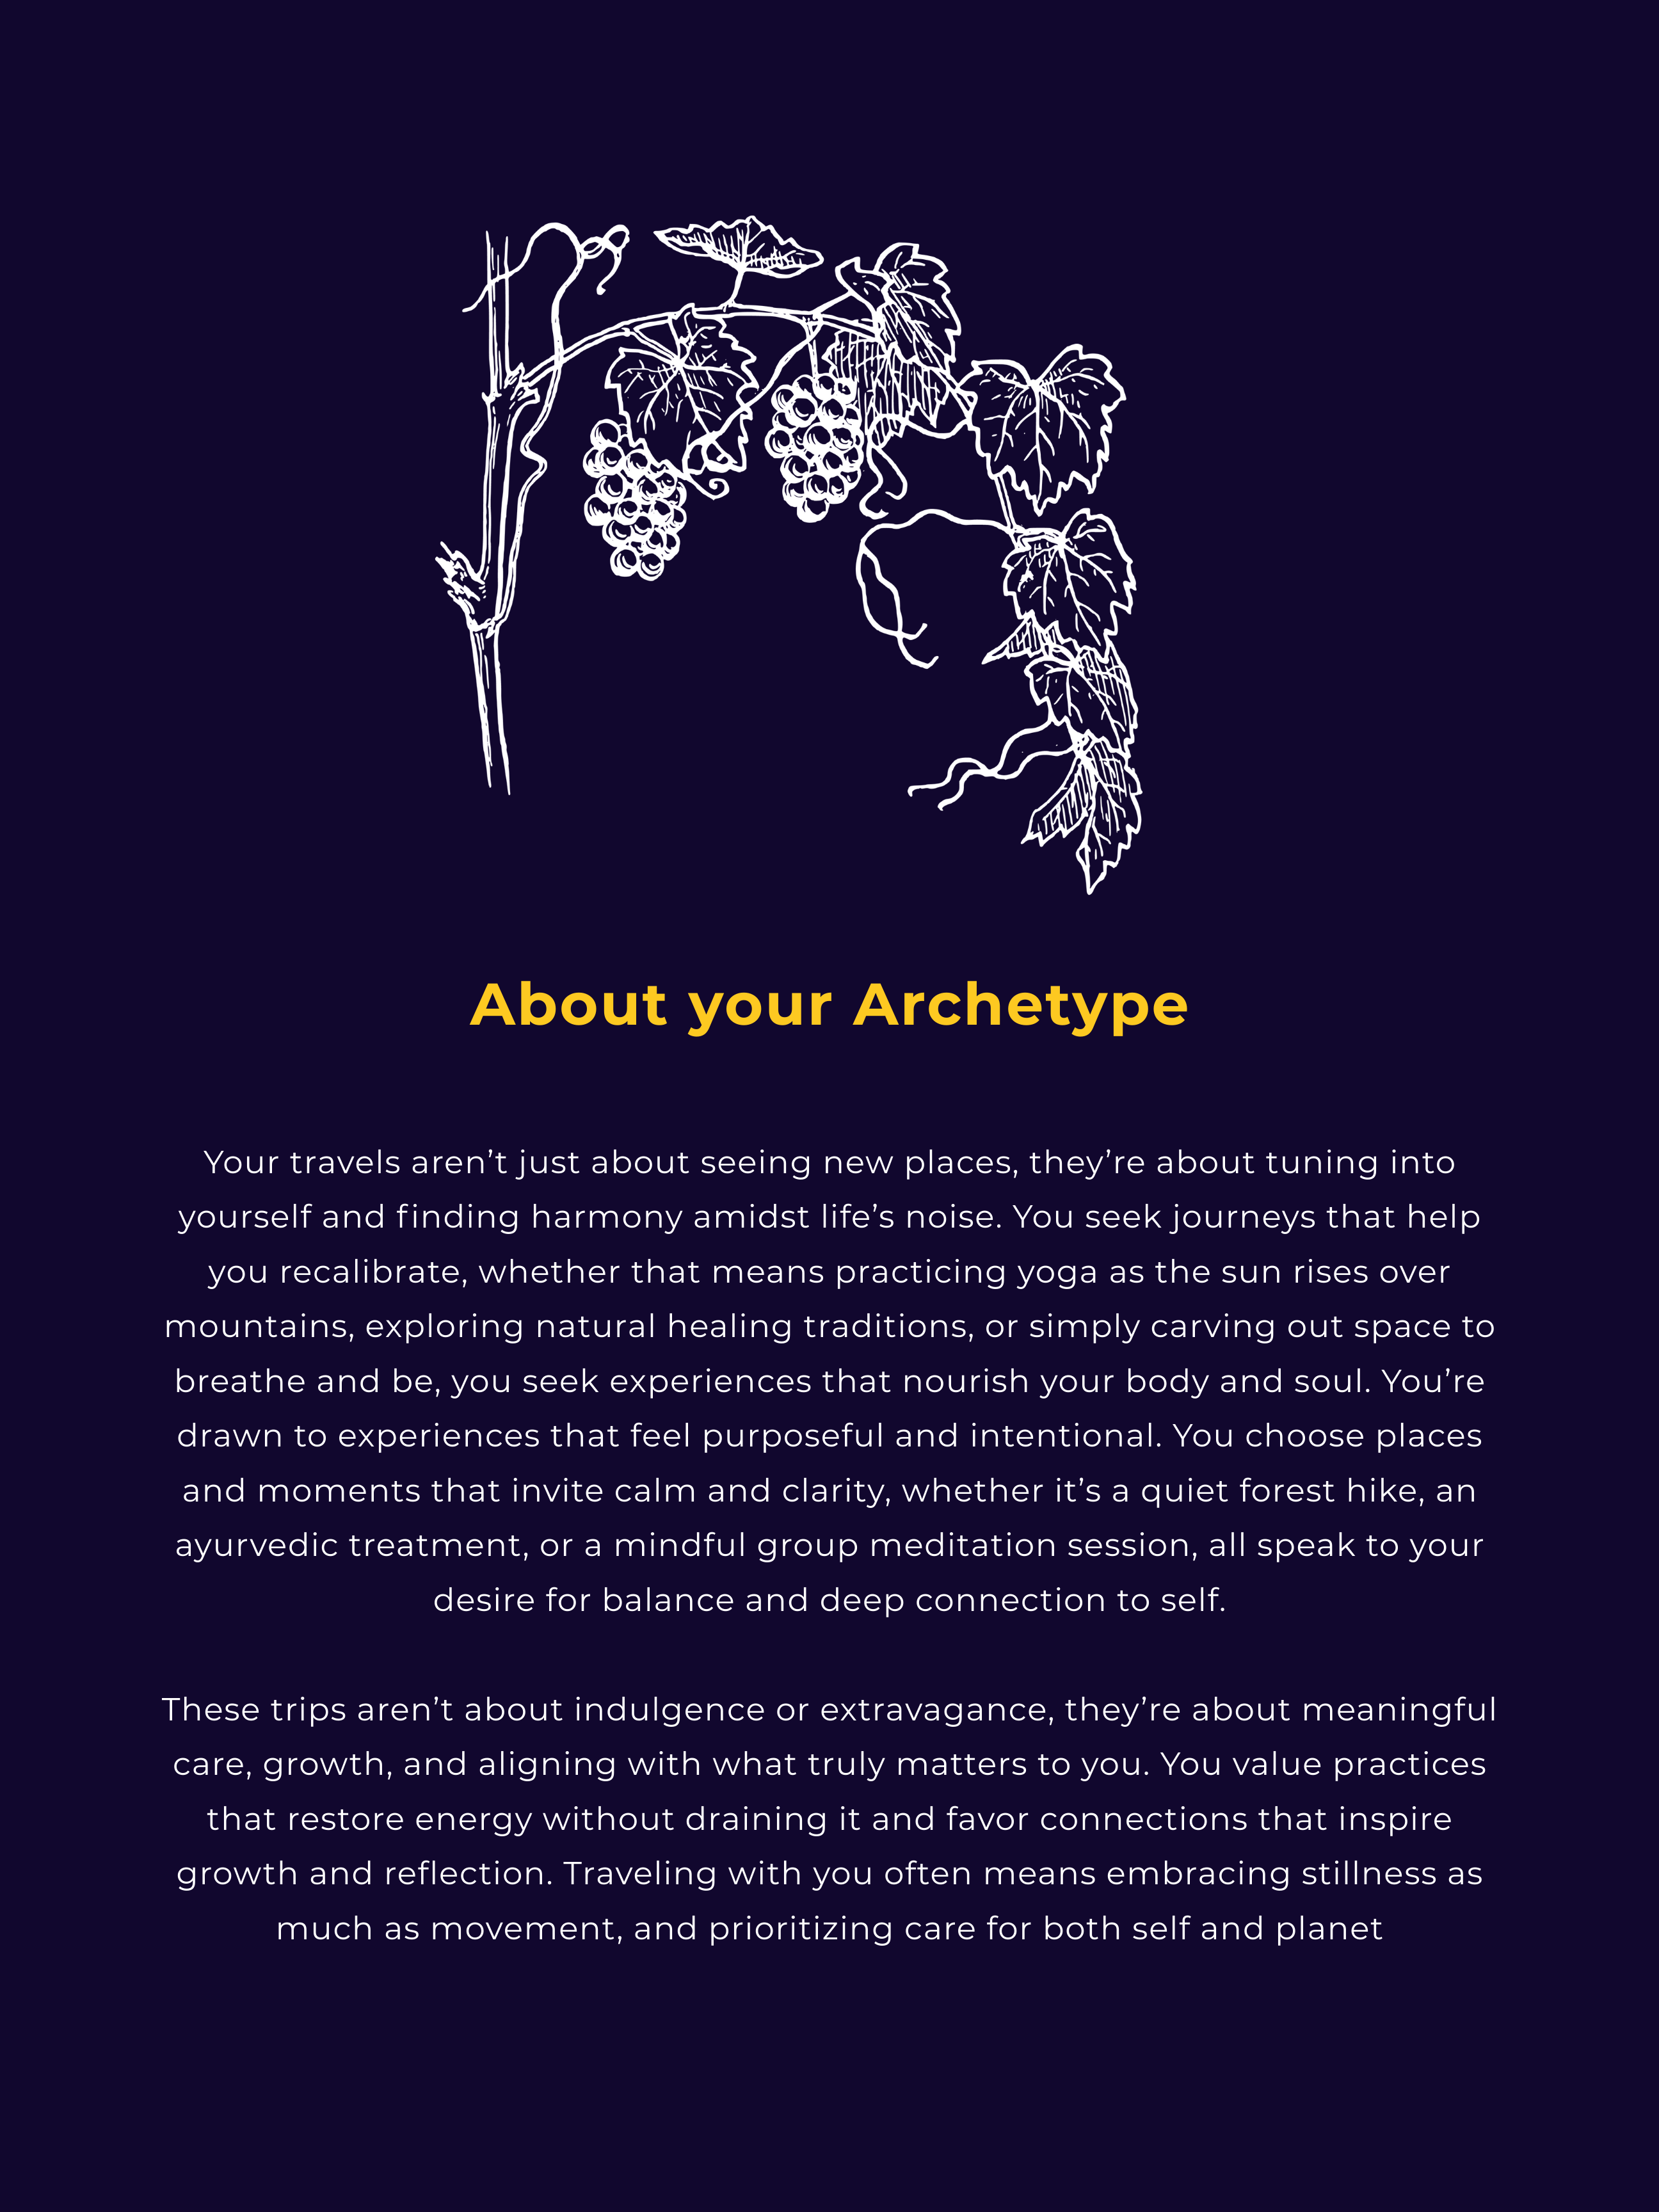 About your Archetype
Your travels aren’t just about seeing new places, they’re about tuning into
yourself and finding harmony amidst life’s noise. You seek journeys that help
you recalibrate, whether that means practicing yoga as the sun rises over
mountains, exploring natural healing traditions, or simply carving out space to
breathe and be, you seek experiences that nourish your body and soul. You’re
drawn to experiences that feel purposeful and intentional. You choose places
and moments that invite calm and clarity, whether it’s a quiet forest hike, an
ayurvedic treatment, or a mindful group meditation session, all speak to your
desire for balance and deep connection to self.
These trips aren’t about indulgence or extravagance, they’re about meaningful
care, growth, and aligning with what truly matters to you. You value practices
that restore energy without draining it and favor connections that inspire
growth and reflection. Traveling with you often means embracing stillness as
much as movement, and prioritizing care for both self and planet